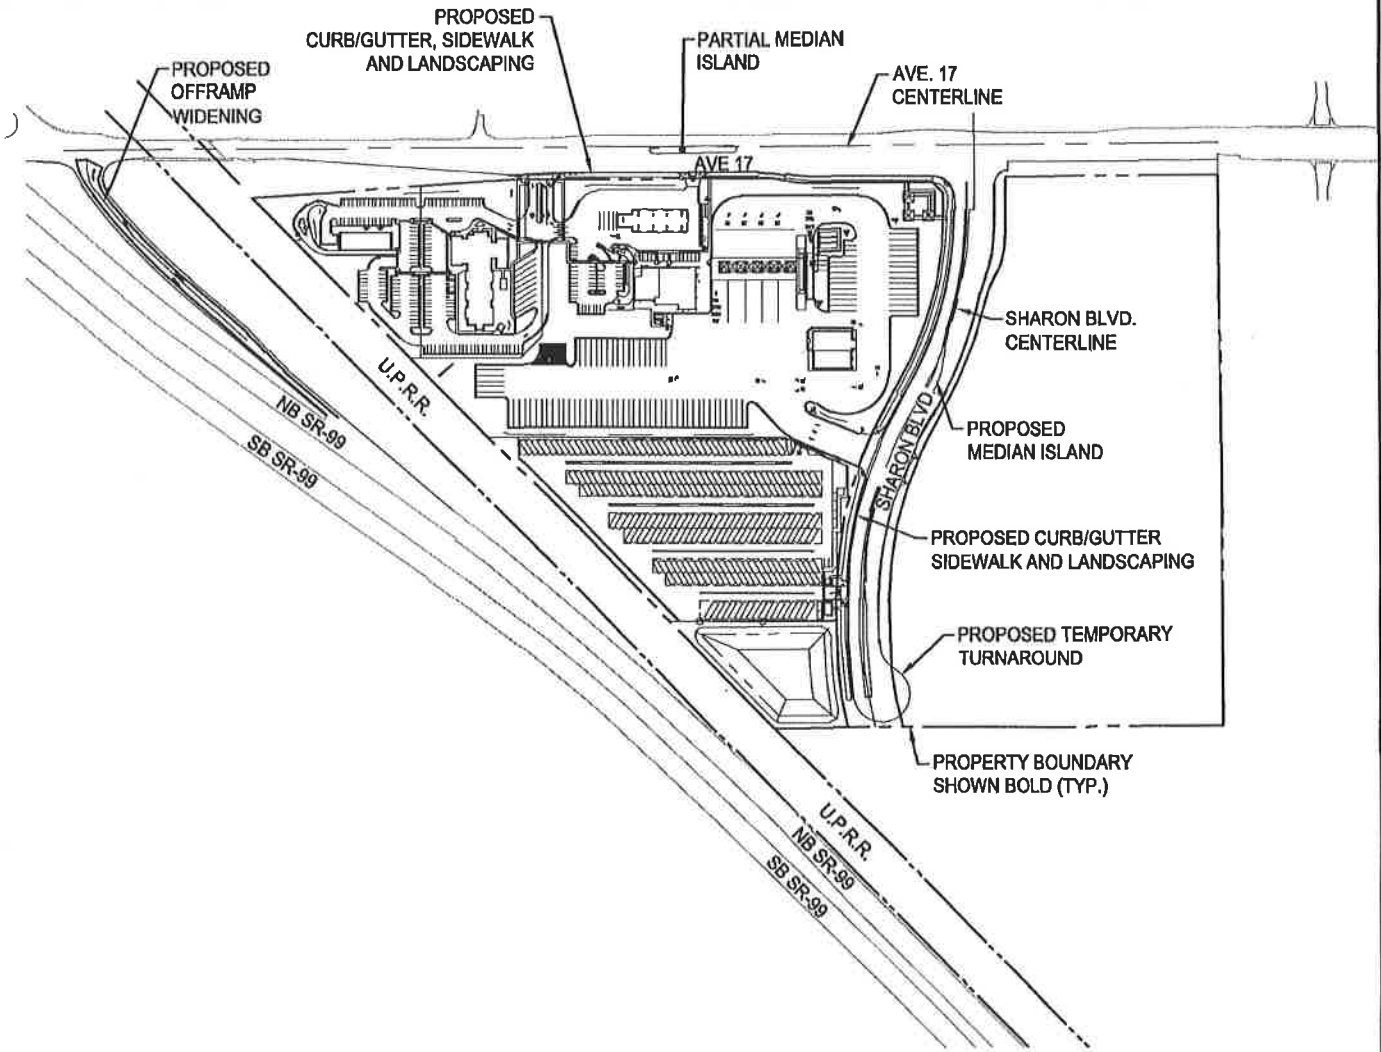 PROPOSED
CURB/GUTTER, SIDEWALK
AND LANDSCAPING
PARTIAL MEDIAN
ISLAND
PROPOSED
OFFRAMP
WIDENING
AVE. 17
CENTERLINE
AVE 17
SHARON BLVD.
CENTERLINE
U.P.R.R.
NB SR-99
SB SR-99
SHARON BLVD
PROPOSED
MEDIAN ISLAND
PROPOSED CURB/GUTTER
SIDEWALK AND LANDSCAPING
PROPOSED TEMPORARY
TURNAROUND
PROPERTY BOUNDARY
SHOWN BOLD (TYP.)
U.P.R.R.
NB SR-99
SB SR-99